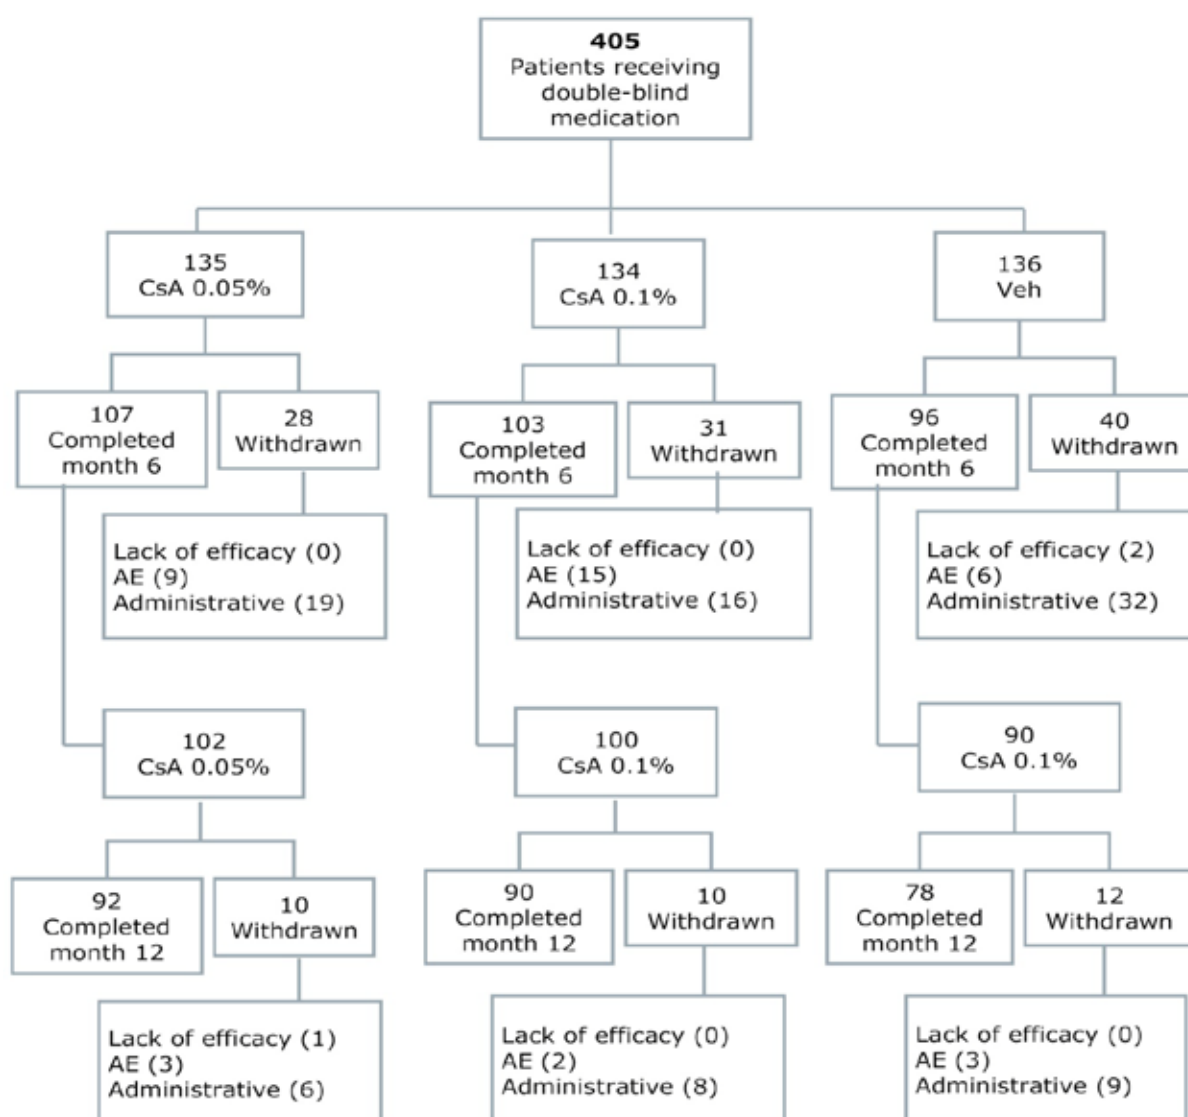 405
Patients receiving
double-blind
medication
135
CsA 0.05%
134
CsA 0.1%
136
Veh
107
Completed
month 6
28
Withdrawn
103
Completed
month 6
31
Withdrawn
96
Completed
month 6
40
Withdrawn
Lack of efficacy (0)
AE (9)
Administrative (19)
Lack of efficacy (0)
AE (15)
Administrative (16)
Lack of efficacy (2)
AE (6)
Administrative (32)
102
CsA 0.05%
100
CsA 0.1%
90
CsA 0.1%
92
Completed
month 12
10
Withdrawn
90
Completed
month 12
10
Withdrawn
78
Completed
month 12
12
Withdrawn
Lack of efficacy (1)
AE (3)
Administrative (6)
Lack of efficacy (0)
AE (2)
Administrative (8)
Lack of efficacy (0)
AE (3)
Administrative (9)